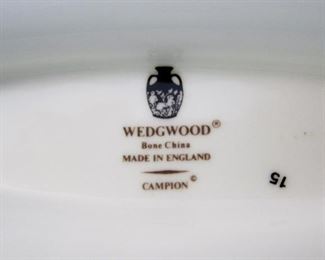 WEDGWOOD®
Bone China
MADE IN ENGLAND
CAMPION ©
15